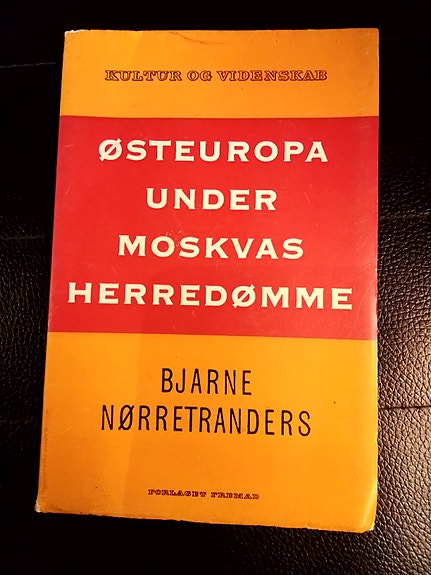 KULTUR OG VIDENSKAB
ØSTEUROPA
UNDER
MOSKVAS
HERREDØMME
BJARNE
NØRRETRANDERS
FORLAGET FREMAD